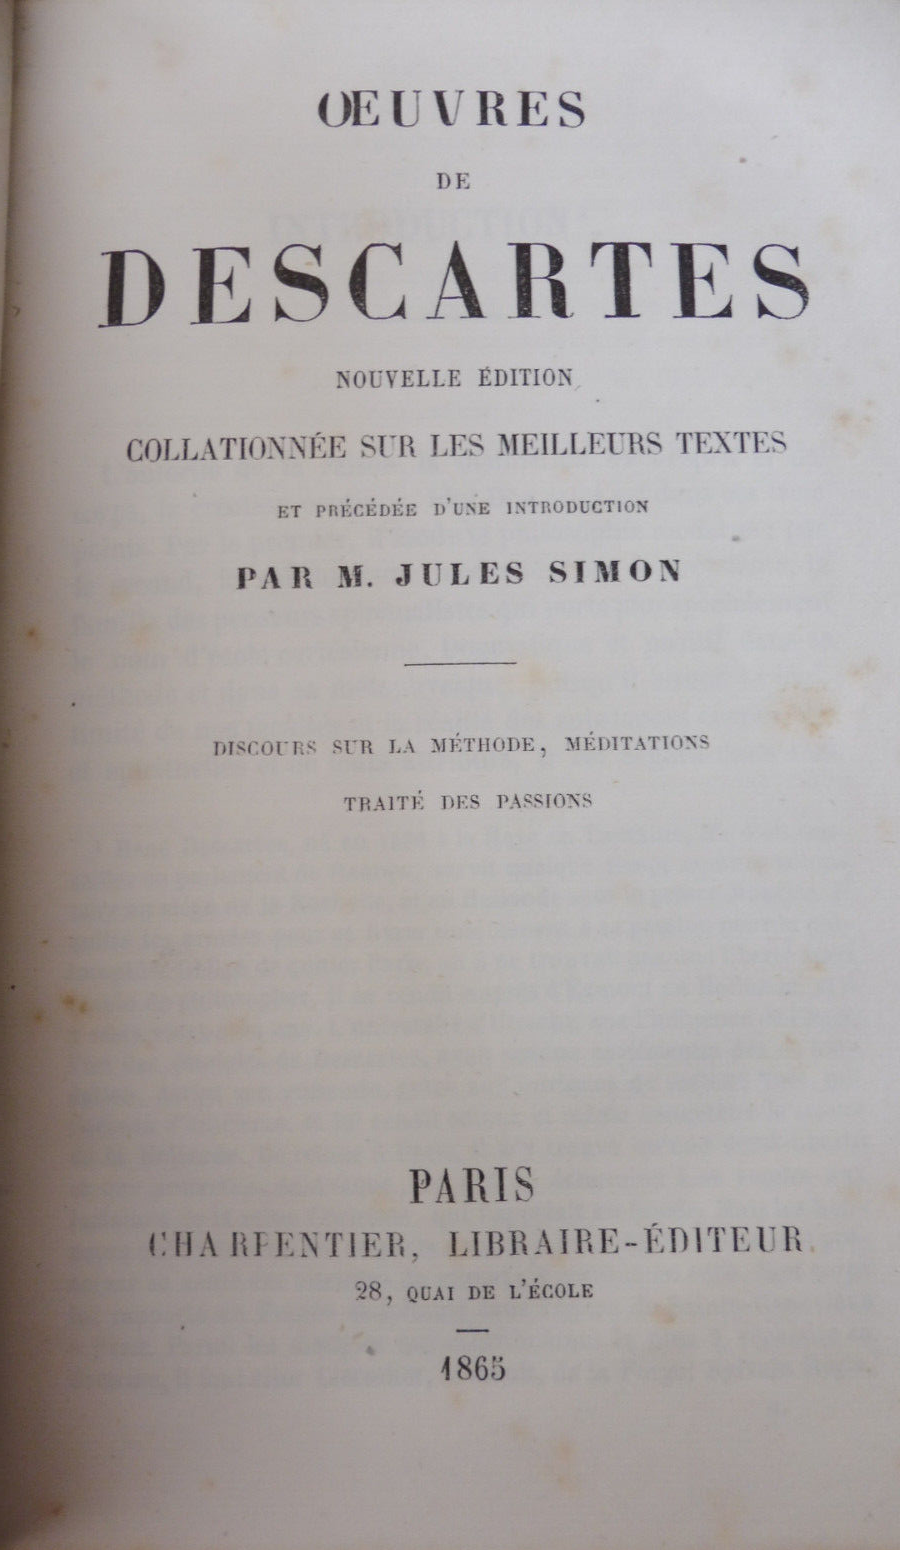 OEUVRES
DE
DESCARTES
NOUVELLE ÉDITION
COLLATIONNÉE SUR LES MEILLEURS TEXTES
ET PRÉCÉDÉE D'UNE INTRODUCTION
PAR M. JULES SIMON
DISCOURS SUR LA MÉTHODE, MÉDITATIONS
TRAITÉ DES PASSIONS
PARIS
CHARPENTIER, LIBRAIRE-ÉDITEUR
28, QUAI DE L'ÉCOLE
1865